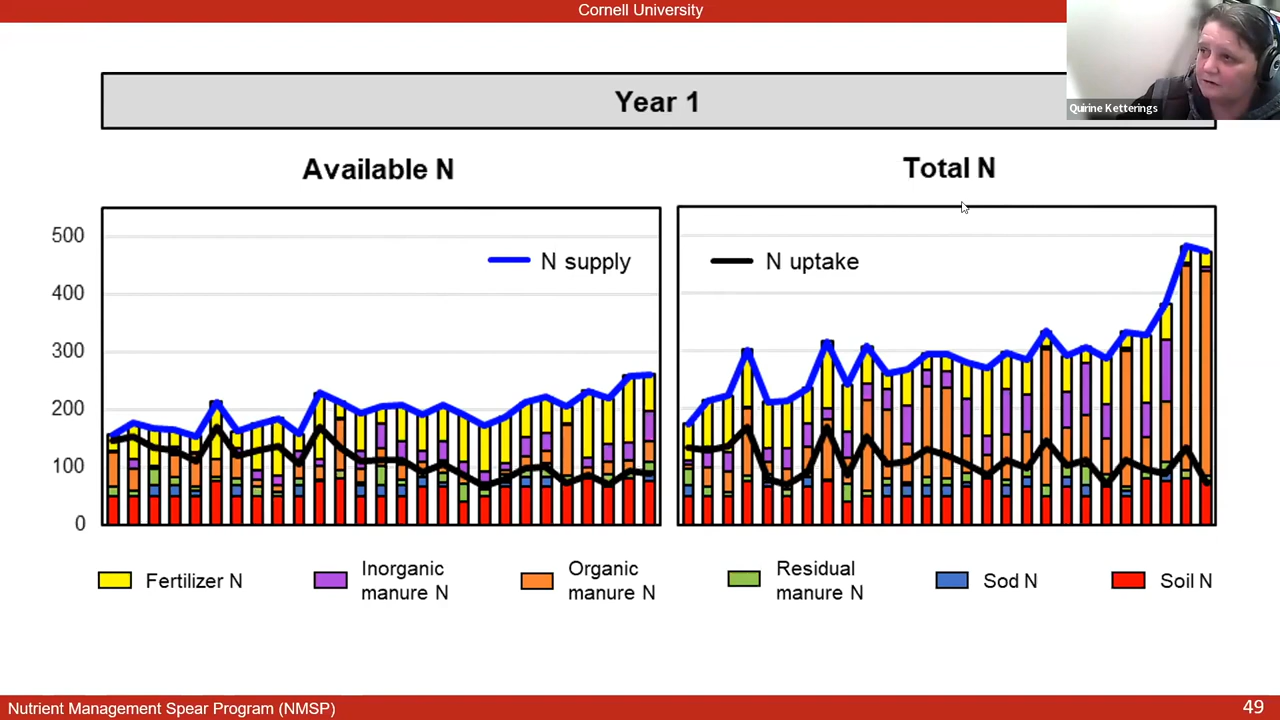 Cornell University
Quirine Ketterings
Year 1
Available N
Total N
500
400
300
200
100
0
N supply
N uptake
Fertilizer N
Inorganic
manure N
Organic
manure N
Residual
manure N
Sod N
Soil N
Nutrient Management Spear Program (NMSP)
49